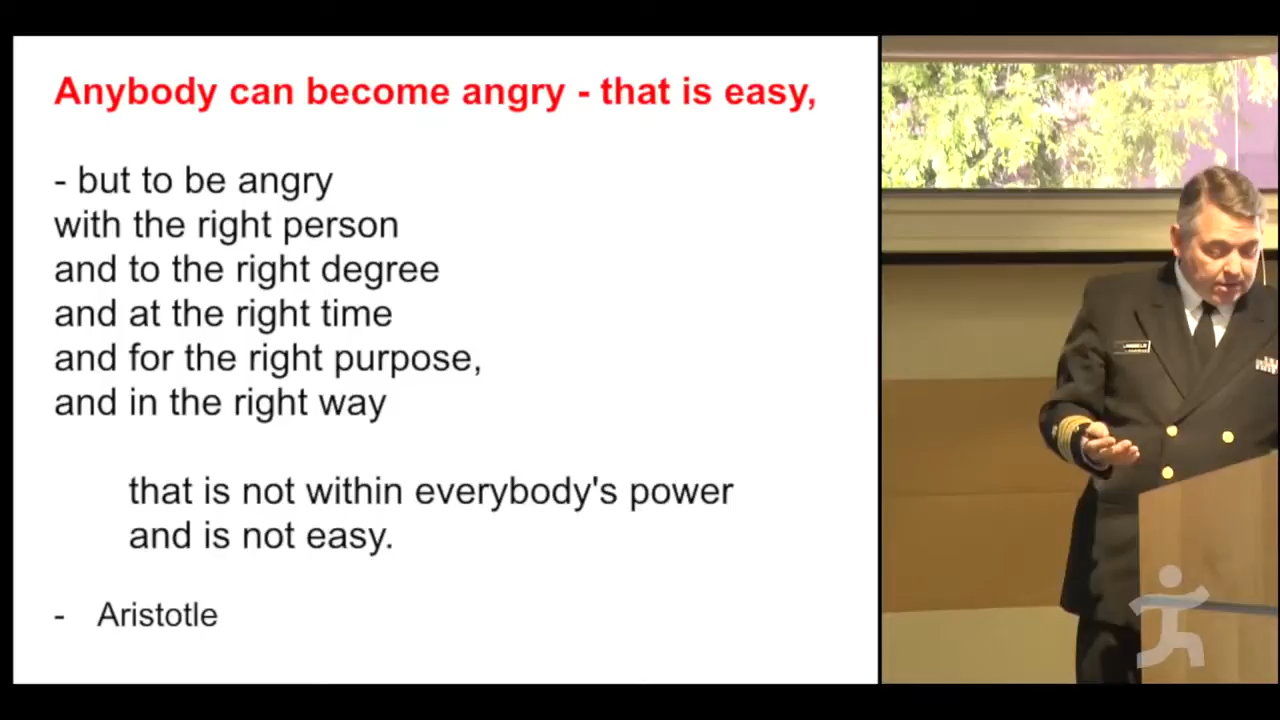 Anybody can become angry - that is easy,
- but to be angry
with the right person
and to the right degree
and at the right time
and for the right purpose,
and in the right way
that is not within everybody's power
and is not easy.
- Aristotle